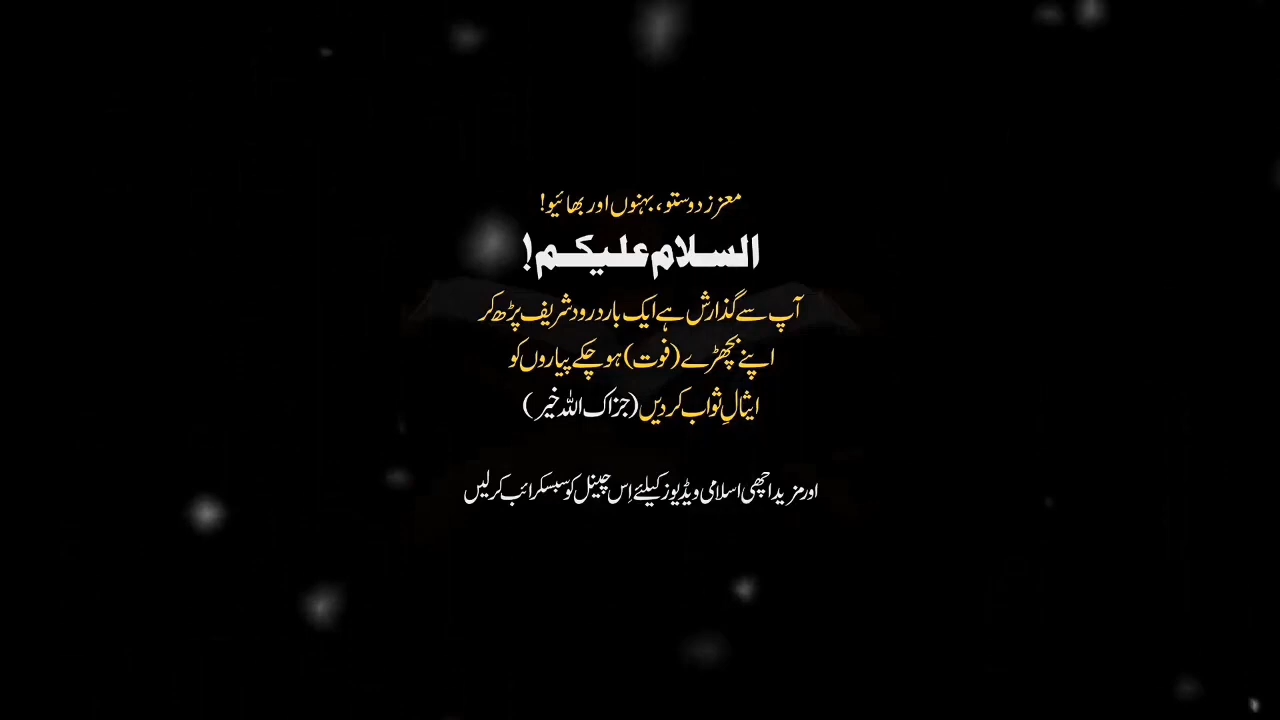 معزز دوستو، بہنوں اور بھائیو!
السلام علیکم!
آپ سے گذارش ہے ایک بار درود شریف پڑھ کر
اپنے بچھڑے (فوت) ہو چکے پیاروں کو
ایثالِ ثواب کر دیں (جزاک اللہ خیر)
اور مزید اچھی اسلامی ویڈیوز کیلئے اِس چینل کو سبسکرائب کر لیں